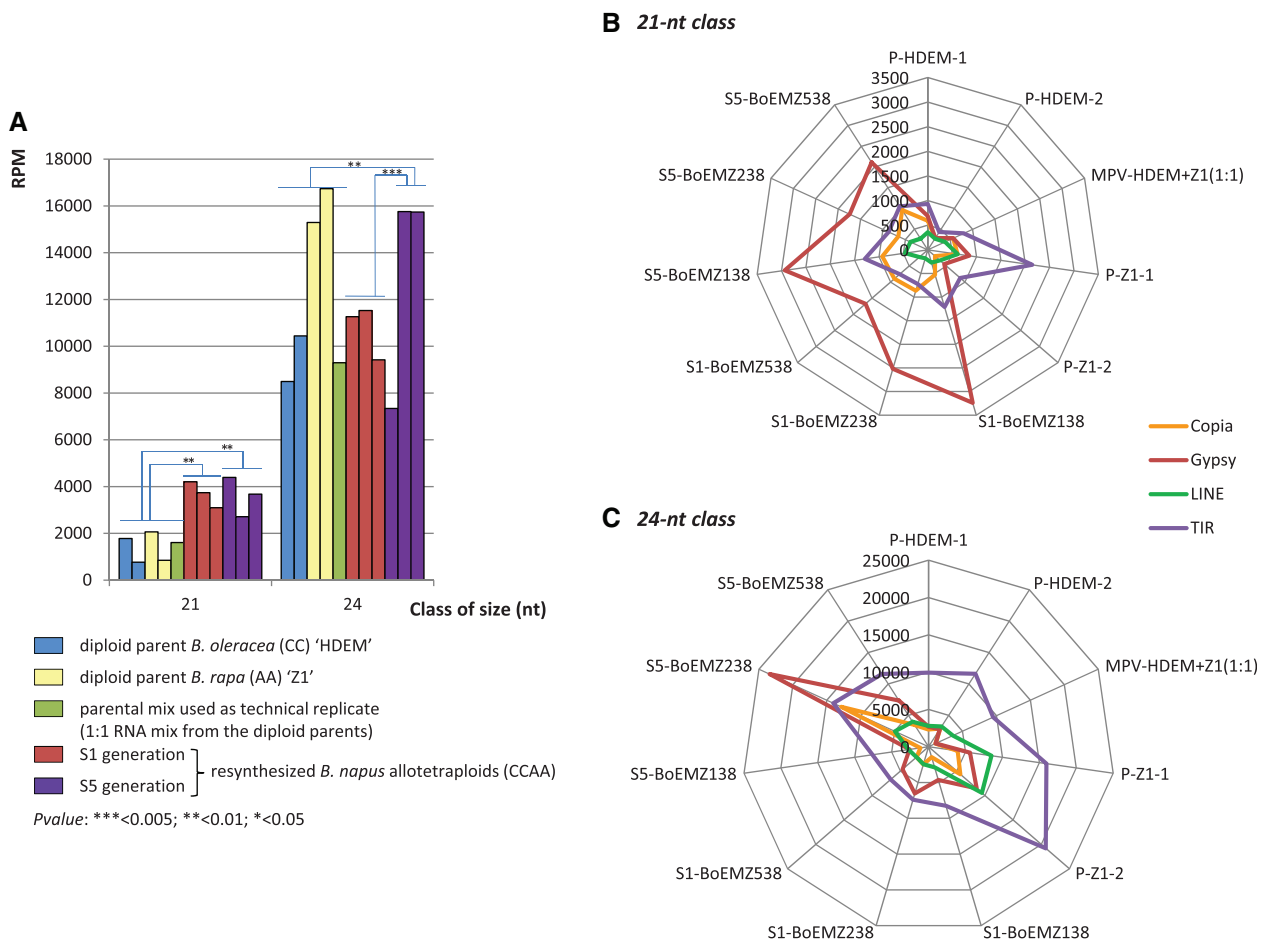 A
RPM
18000
16000
14000
12000
10000
8000
6000
4000
2000
0
**
***
**
**
21
24
Class of size (nt)
diploid parent B. oleracea (CC) ‘HDEM’
diploid parent B. rapa (AA) ‘Z1’
parental mix used as technical replicate
(1:1 RNA mix from the diploid parents)
S1 generation
S5 generation
resynthesized B. napus allotetraploids (CCAA)
Pvalue: ***<0.005; **<0.01; *<0.05
B 21-nt class
P-HDEM-1
P-HDEM-2
MPV-HDEM+Z1(1:1)
P-Z1-1
P-Z1-2
S1-BoEMZ138
S1-BoEMZ238
S1-BoEMZ538
S5-BoEMZ138
S5-BoEMZ238
S5-BoEMZ538
3500
3000
2500
2000
1500
1000
500
0
Copia
Gypsy
LINE
TIR
C 24-nt class
P-HDEM-1
P-HDEM-2
MPV-HDEM+Z1(1:1)
P-Z1-1
P-Z1-2
S1-BoEMZ138
S1-BoEMZ238
S1-BoEMZ538
S5-BoEMZ138
S5-BoEMZ238
S5-BoEMZ538
25000
20000
15000
10000
5000
0